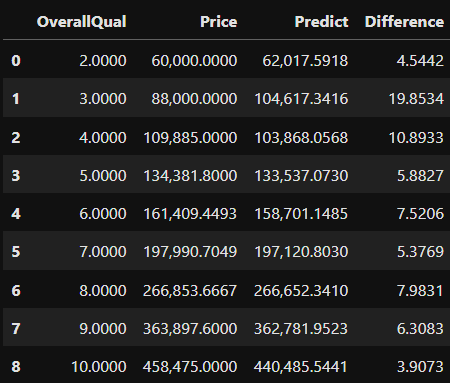 OverallQual Price Predict Difference
0 2.0000 60,000.0000 62,017.5918 4.5442
1 3.0000 88,000.0000 104,617.3416 19.8534
2 4.0000 109,885.0000 103,868.0568 10.8933
3 5.0000 134,381.8000 133,537.0730 5.8827
4 6.0000 161,409.4493 158,701.1485 7.5206
5 7.0000 197,990.7049 197,120.8030 5.3769
6 8.0000 266,853.6667 266,652.3410 7.9831
7 9.0000 363,897.6000 362,781.9523 6.3083
8 10.0000 458,475.0000 440,485.5441 3.9073